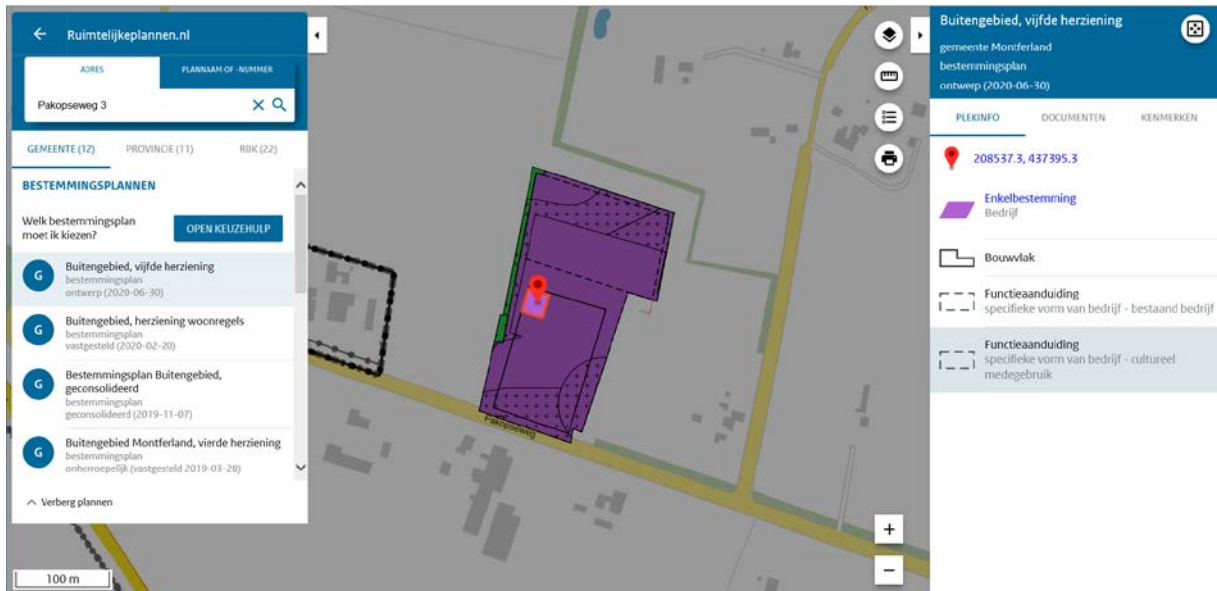 Ruimtelijkeplannen.nl
ADRES
PLANNAAM OF -NUMMER
Pakopseweg 3
GEMEENTE (12)
PROVINCIE (11)
RIJK (22)
BESTEMMINGSPLANNEN
Welk bestemmingsplan
moet ik kiezen?
OPEN KEUZEHULP
G
Buitengebied, vijfde herziening
bestemmingsplan
ontwerp (2020-06-30)
G
Buitengebied, herziening woonregels
bestemmingsplan
vastgesteld (2020-02-20)
G
Bestemmingsplan Buitengebied,
geconsolideerd
bestemmingsplan
geconsolideerd (2019-11-07)
G
Buitengebied Montferland, vierde herziening
bestemmingsplan
onherroepelijk (vastgesteld 2019-03-28)
Verberg plannen
100 m
Pakopseweg
+
−
Buitengebied, vijfde herziening
gemeente Montferland
bestemmingsplan
ontwerp (2020-06-30)
PLEKINFO
DOCUMENTEN
KENMERKEN
208537.3, 437395.3
Enkelbestemming
Bedrijf
Bouwvlak
Functieaanduiding
specifieke vorm van bedrijf - bestaand bedrijf
Functieaanduiding
specifieke vorm van bedrijf - cultureel
medegebruik